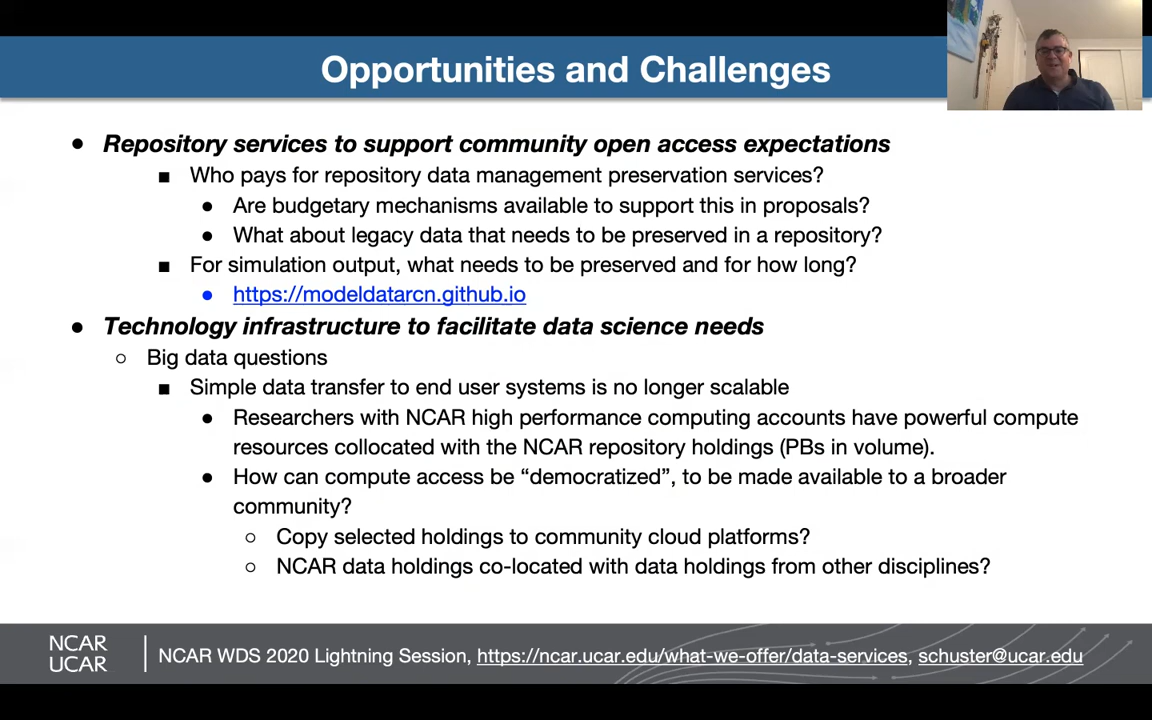 Opportunities and Challenges
● Repository services to support community open access expectations
■ Who pays for repository data management preservation services?
● Are budgetary mechanisms available to support this in proposals?
● What about legacy data that needs to be preserved in a repository?
■ For simulation output, what needs to be preserved and for how long?
● https://modeldatarcn.github.io
● Technology infrastructure to facilitate data science needs
○ Big data questions
■ Simple data transfer to end user systems is no longer scalable
● Researchers with NCAR high performance computing accounts have powerful compute
resources collocated with the NCAR repository holdings (PBs in volume).
● How can compute access be “democratized”, to be made available to a broader
community?
○ Copy selected holdings to community cloud platforms?
○ NCAR data holdings co-located with data holdings from other disciplines?
NCAR
UCAR
NCAR WDS 2020 Lightning Session, https://ncar.ucar.edu/what-we-offer/data-services, schuster@ucar.edu